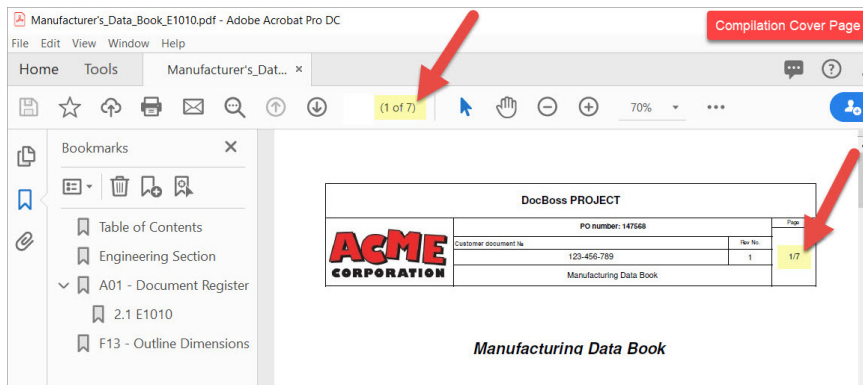 Manufacturer's_Data_Book_E1010.pdf - Adobe Acrobat Pro DC
Compilation Cover Page
File Edit View Window Help
Home Tools Manufacturer's_Dat... ×
(1 of 7) 70%
Bookmarks
Table of Contents
Engineering Section
A01 - Document Register
2.1 E1010
F13 - Outline Dimensions
DocBoss PROJECT
ACME
CORPORATION
PO number: 147568
Page
Customer document №
Rev No.
123-456-789
1
1/7
Manufacturing Data Book
Manufacturing Data Book